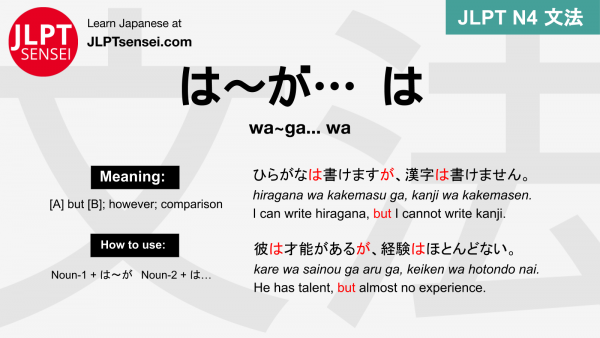 JLPT
SENSEI
Learn Japanese at
JLPTsensei.com
JLPT N4 文法
は～が… は
wa~ga... wa
Meaning:
[A] but [B]; however; comparison
How to use:
Noun-1 + は～が Noun-2 + は…
ひらがなは書けますが、漢字は書けません。
hiragana wa kakemasu ga, kanji wa kakemasen.
I can write hiragana, but I cannot write kanji.
彼は才能があるが、経験はほとんどない。
kare wa sainou ga aru ga, keiken wa hotondo nai.
He has talent, but almost no experience.
文法